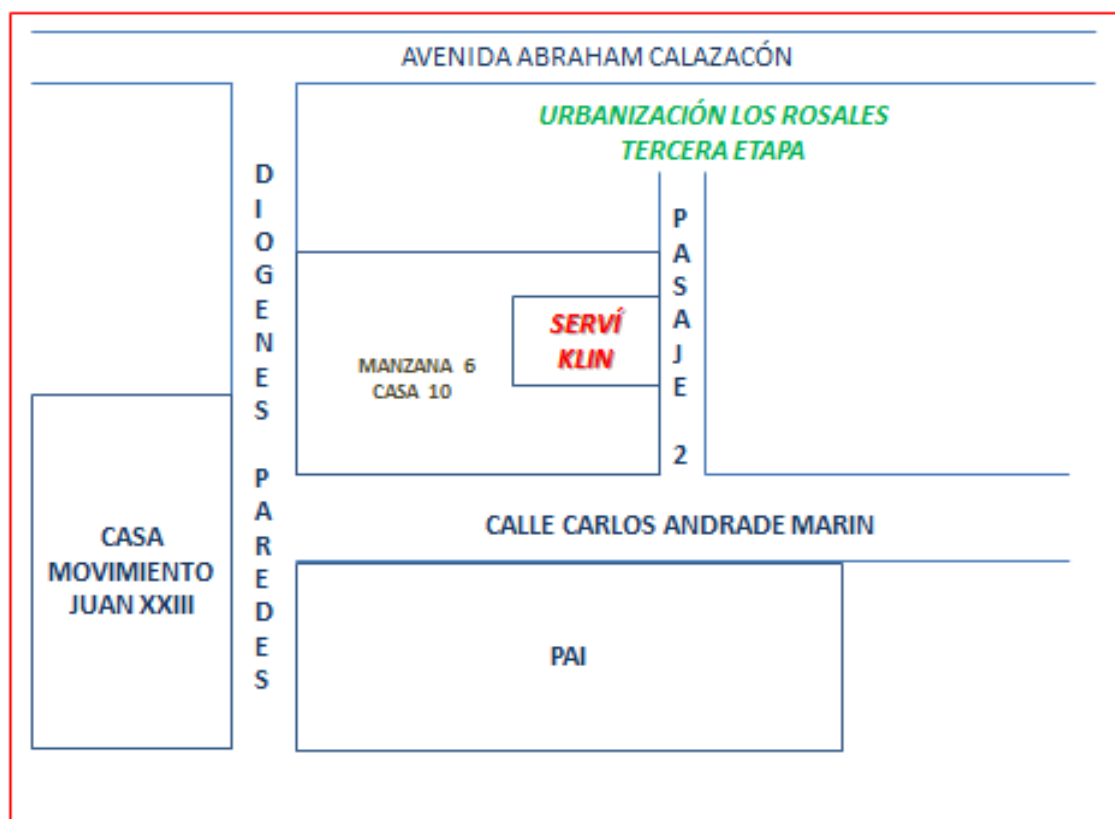 AVENIDA ABRAHAM CALAZACÓN
URBANIZACIÓN LOS ROSALES
TERCERA ETAPA
DIOGENES PAREDES
PASAJE 2
SERVÍ
KLIN
MANZANA 6
CASA 10
CALLE CARLOS ANDRADE MARIN
CASA
MOVIMIENTO
JUAN XXIII
PAI